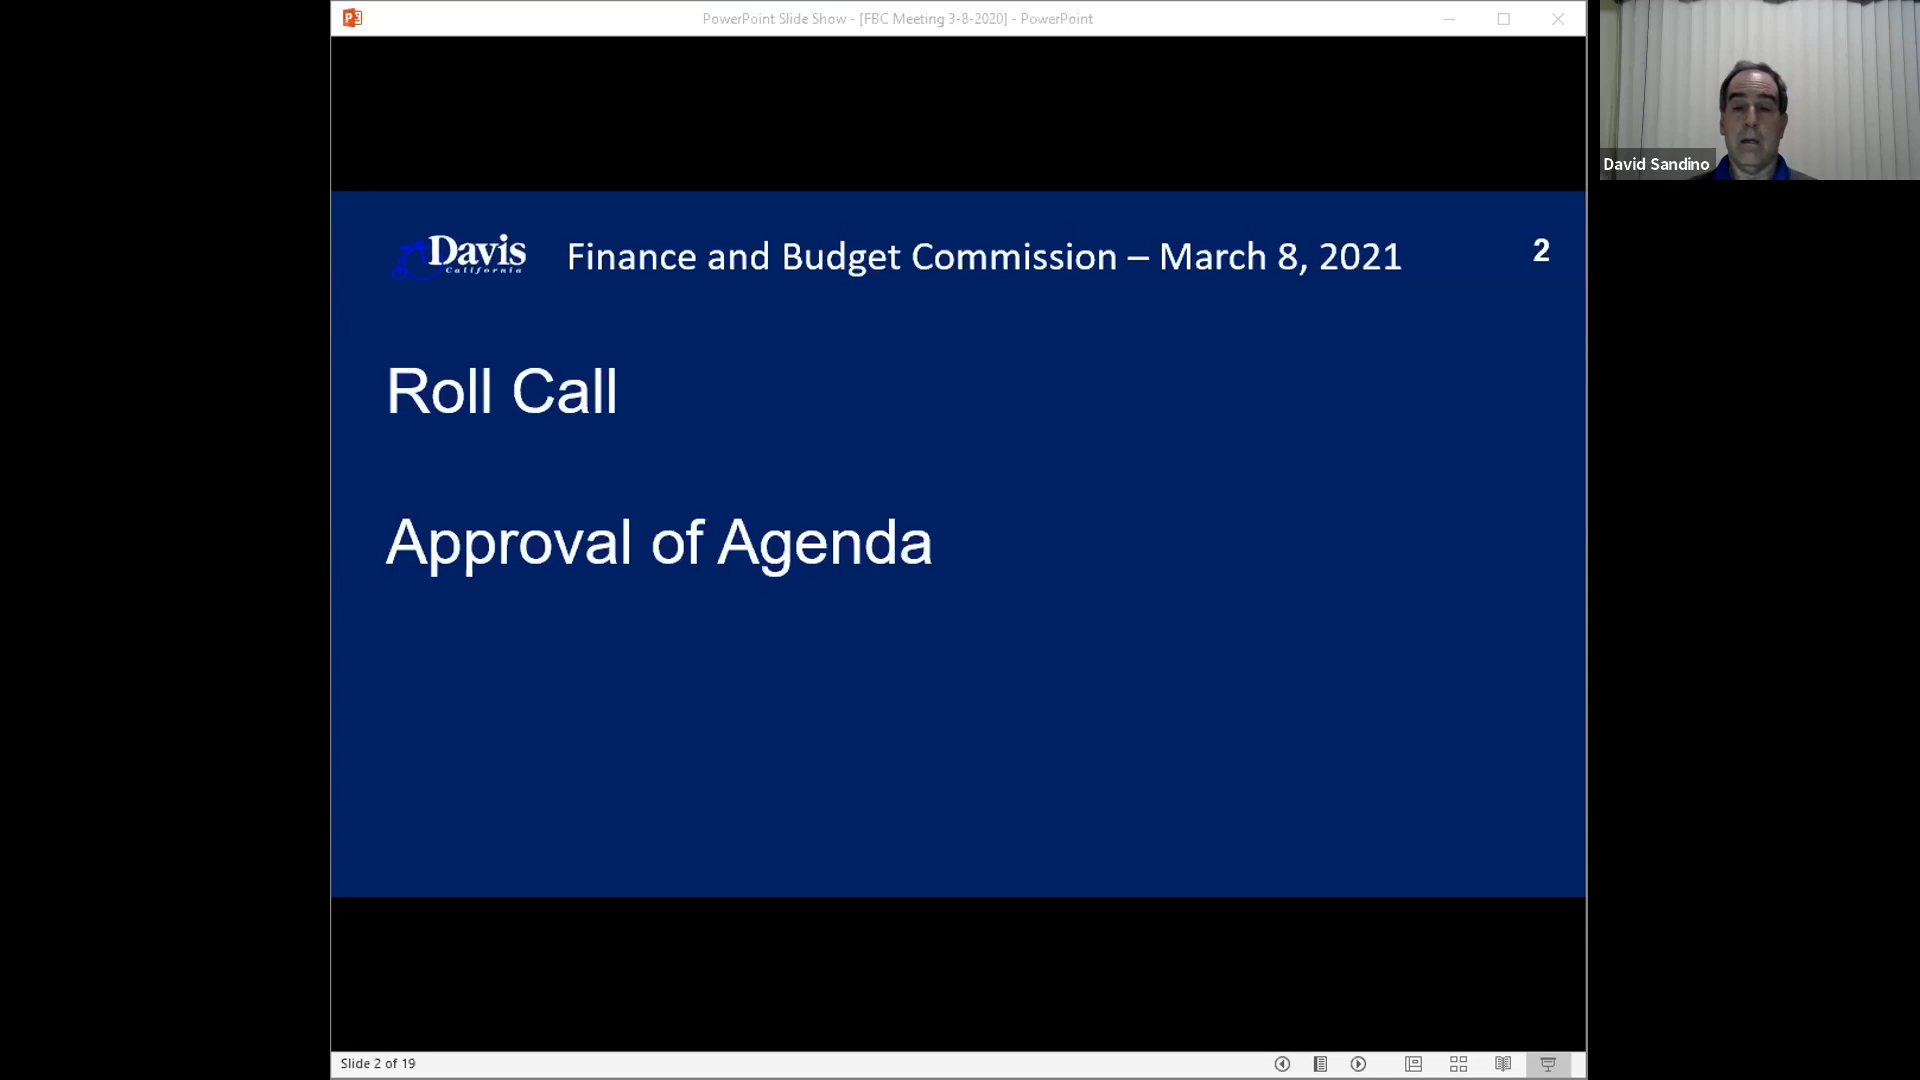 PowerPoint Slide Show - [FBC Meeting 3-8-2020] - PowerPoint
David Sandino
Davis
California
Finance and Budget Commission – March 8, 2021
2
Roll Call
Approval of Agenda
Slide 2 of 19